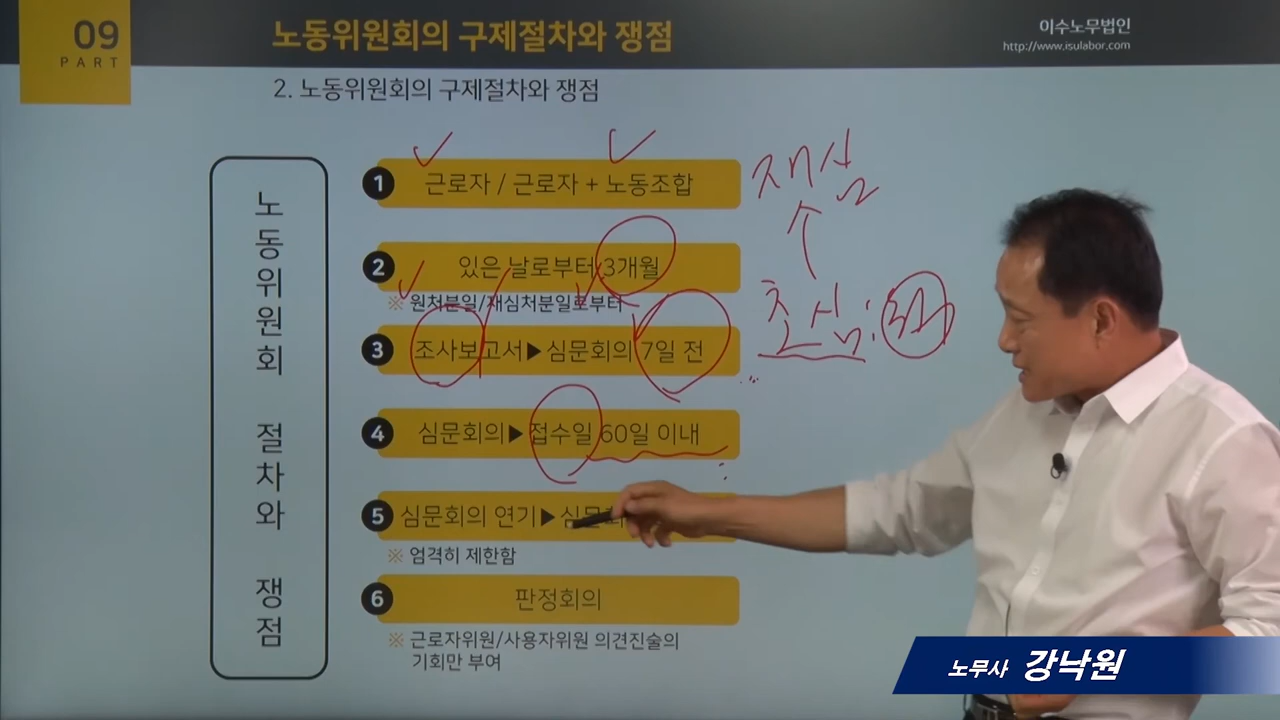 09
PART
노동위원회의 구제절차와 쟁점
이수노무법인
http://www.isulabor.com
2. 노동위원회의 구제절차와 쟁점
노동위원회 절차와 쟁점
1 근로자 / 근로자 + 노동조합
재심
2 있은 날로부터 3개월
※ 원처분일/재심처분일로부터
초심:
3 조사보고서▶심문회의 7일 전
4 심문회의▶접수일 60일 이내
5 심문회의 연기▶심문회
※ 엄격히 제한함
6 판정회의
※ 근로자위원/사용자위원 의견진술의
기회만 부여
노무사 강낙원